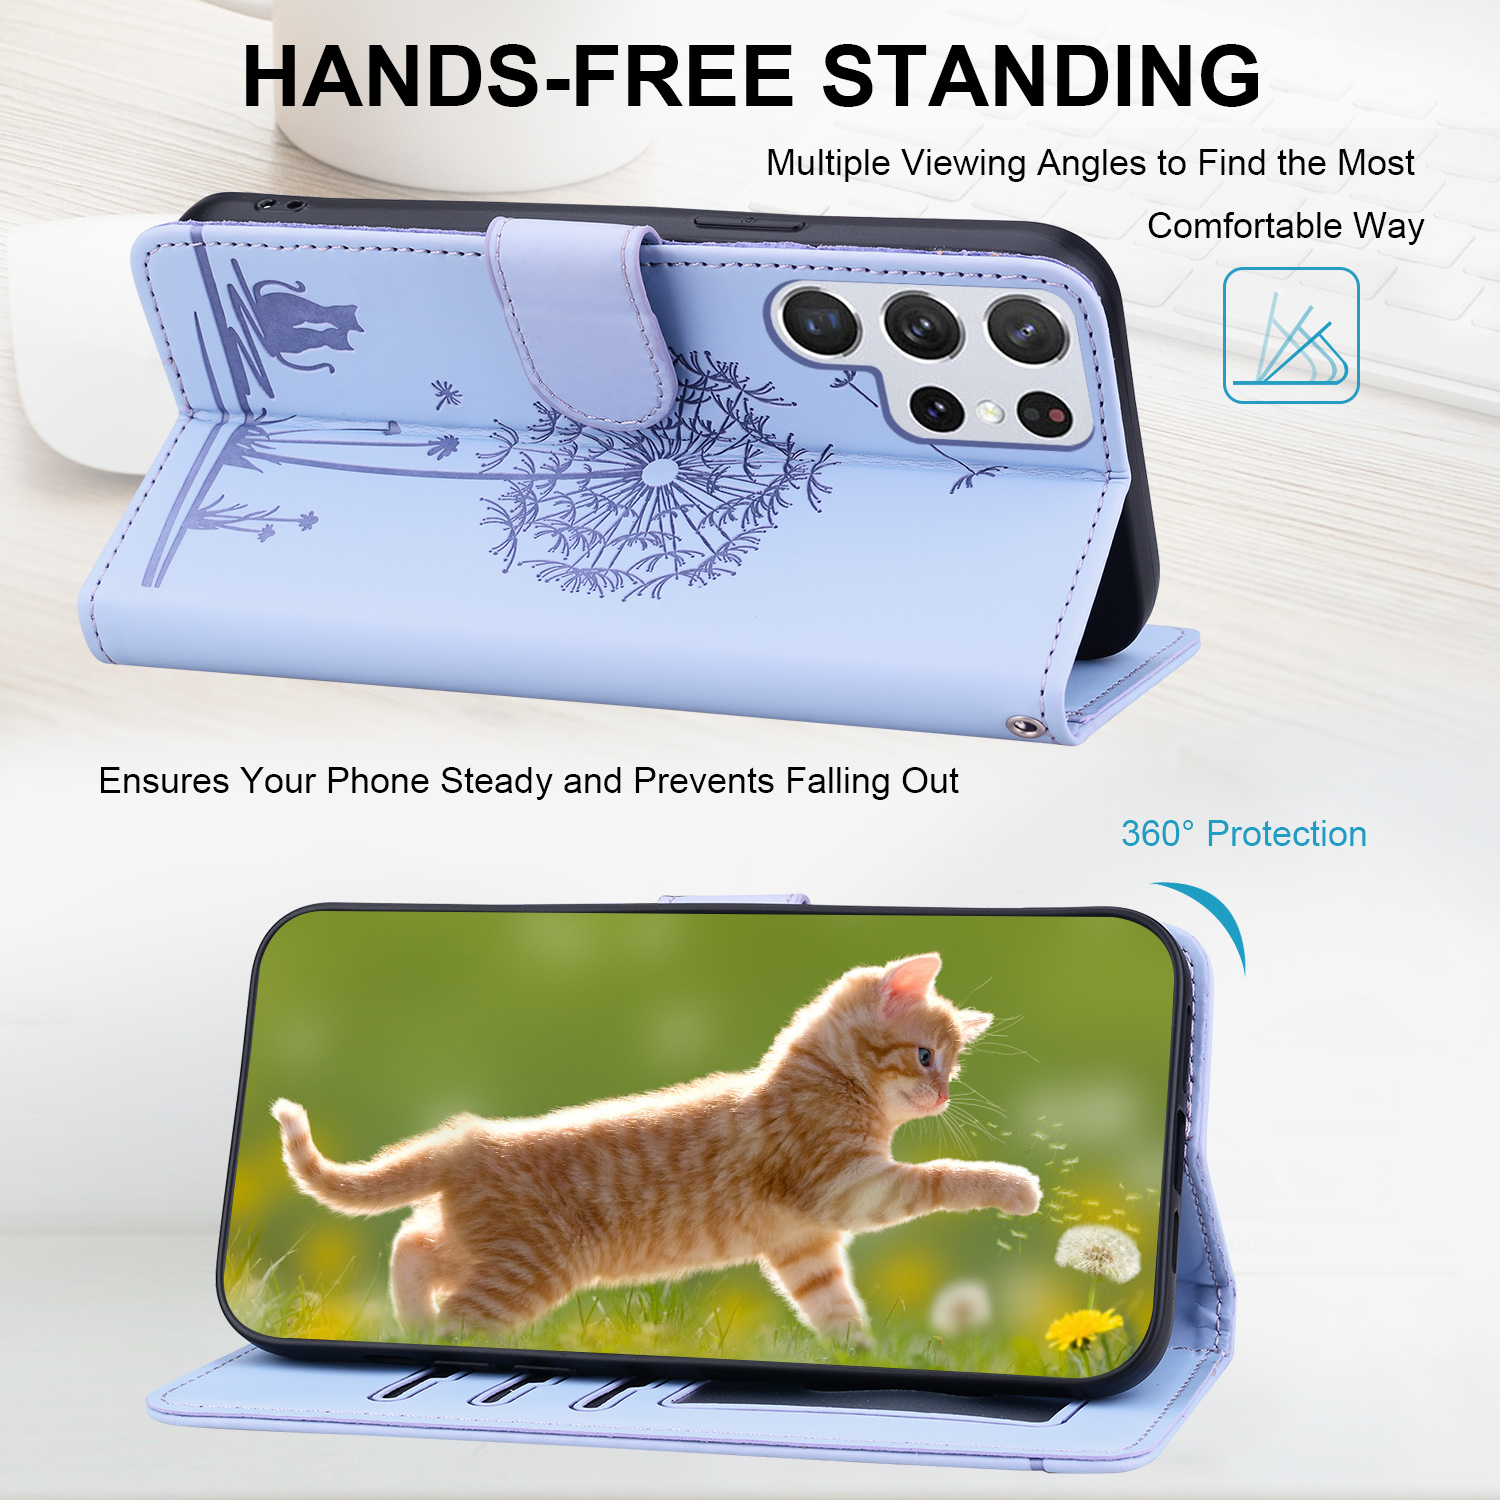 HANDS-FREE STANDING
Multiple Viewing Angles to Find the Most
Comfortable Way
Ensures Your Phone Steady and Prevents Falling Out
360° Protection